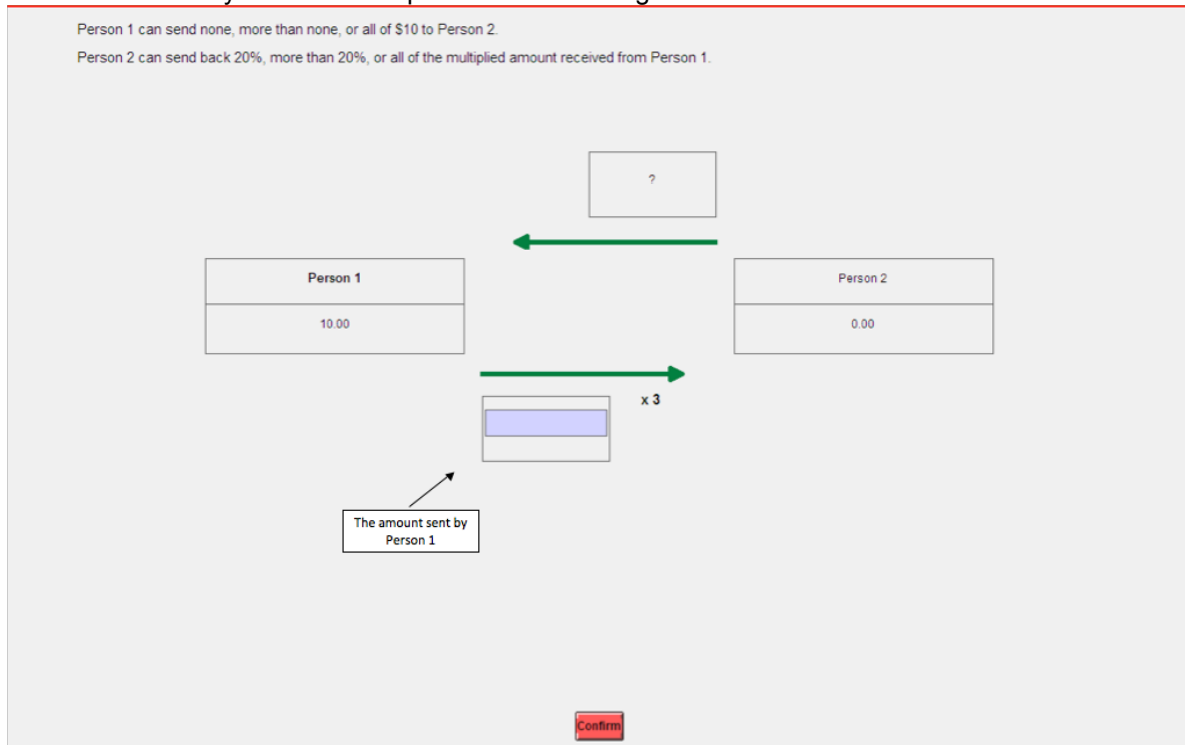 Person 1 can send none, more than none, or all of $10 to Person 2.
Person 2 can send back 20%, more than 20%, or all of the multiplied amount received from Person 1.
?
Person 1
Person 2
10.00
0.00
x 3
The amount sent by
Person 1
Confirm